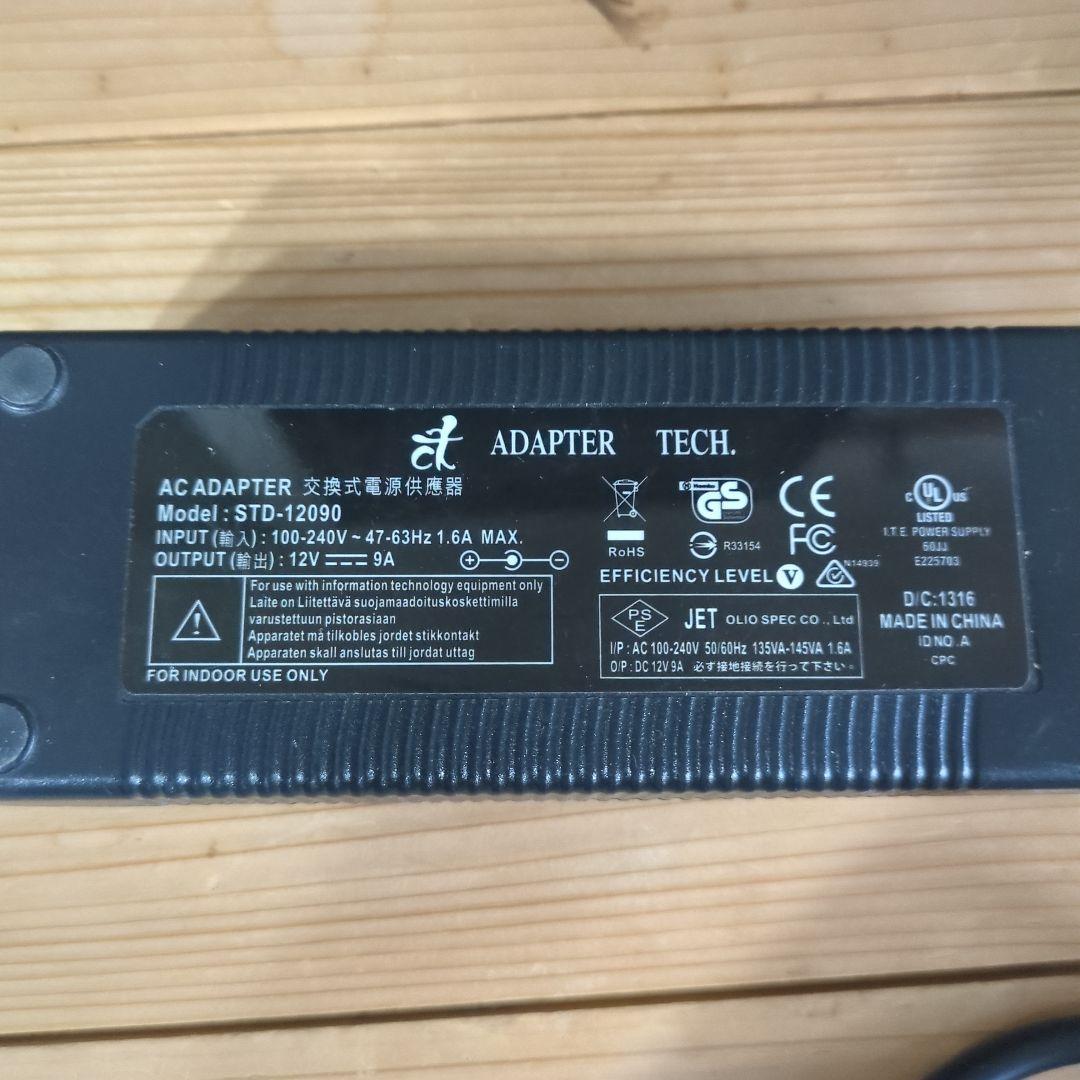 ADAPTER TECH.
AC ADAPTER 交換式電源供應器
Model : STD-12090
INPUT (輸入) : 100-240V ~ 47-63Hz 1.6A MAX.
OUTPUT (輸出) : 12V 9A
For use with information technology equipment only
Laite on Liitettävä suojamaadoituskoskettimilla
varustettuun pistorasiaan
Apparatet må tilkobles jordet stikkontakt
Apparaten skall anslutas till jordat uttag
FOR INDOOR USE ONLY
RoHS
GS
R33154
CE
FC
N14939
EFFICIENCY LEVEL V
PSE JET OLIO SPEC CO., Ltd
I/P : AC 100-240V 50/60Hz 135VA-145VA 1.6A
O/P : DC 12V 9A 必ず接地接続を行って下さい。
c UL us
LISTED
I.T.E. POWER SUPPLY
60JJ
E225703
D/C:1316
MADE IN CHINA
ID NO. A
CPC